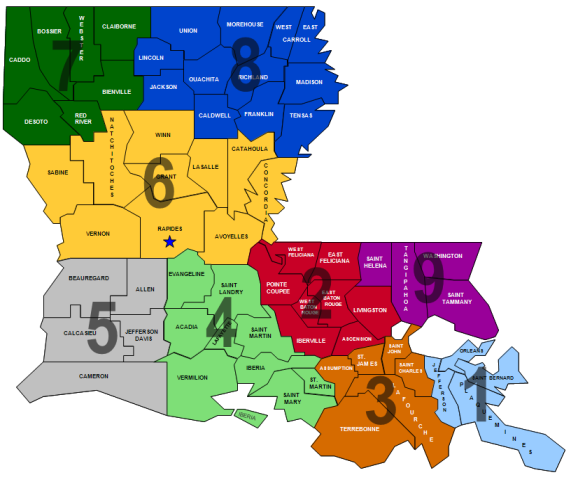 CLAIBORNE
MOREHOUSE
WEST
EAST
CARROLL
BOSSIER
WEBSTER
UNION
LINCOLN
CADDO
7
8
OUACHITA
RICHLAND
MADISON
JACKSON
BIENVILLE
DESOTO
RED
RIVER
CALDWELL
FRANKLIN
TENSAS
NATCHITOCHES
WINN
CATAHOULA
SABINE
GRANT
LASALLE
CONCORDIA
6
RAPIDES
VERNON
AVOYELLES
WEST
FELICIANA
EAST
FELICIANA
SAINT
HELENA
TANGIPAHOA
WASHINGTON
9
SAINT
TAMMANY
BEAUREGARD
ALLEN
EVANGELINE
SAINT
LANDRY
POINTE
COUPEE
2
WEST
BATON
ROUGE
EAST
BATON
ROUGE
LIVINGSTON
5
4
CALCASIEU
JEFFERSON
DAVIS
ACADIA
LAFAYETTE
SAINT
MARTIN
IBERVILLE
ASCENSION
SAINT
JOHN
ORLEANS
CAMERON
VERMILION
IBERIA
ASSUMPTION
ST.
JAMES
SAINT
CHARLES
JEFFERSON
SAINT BERNARD
ST.
MARTIN
SAINT
MARY
IBERIA
3
LAFOURCHE
TERREBONNE
1
PLAQUEMINES